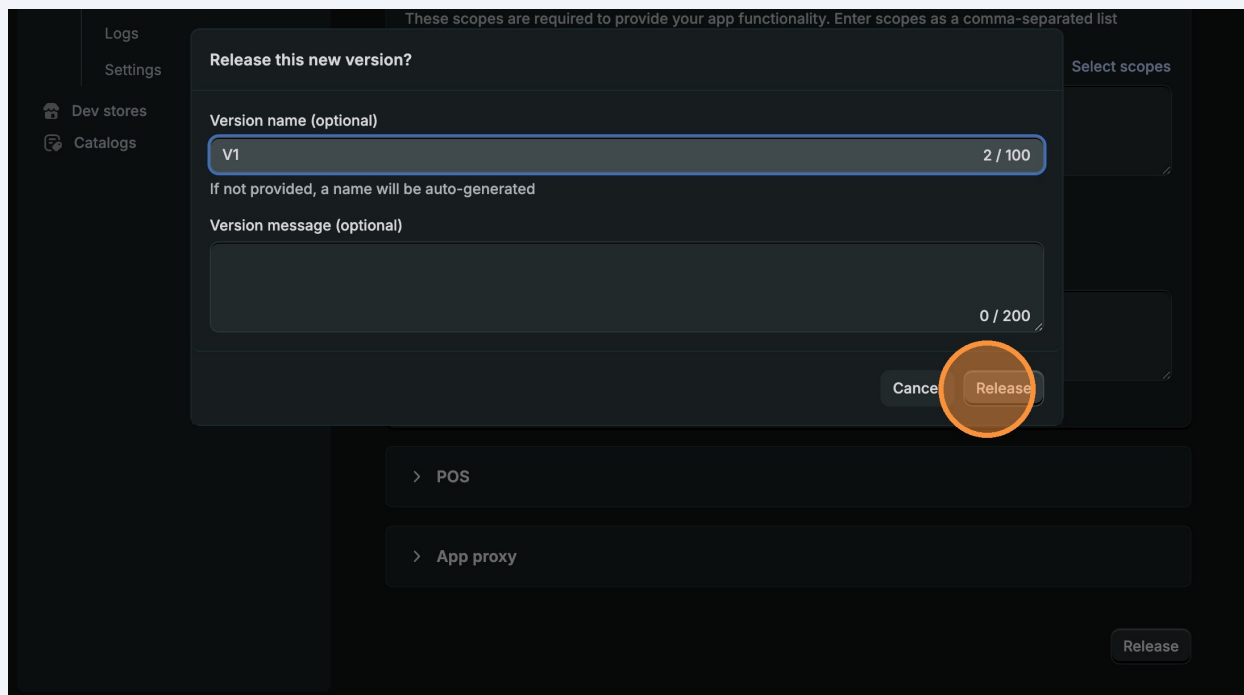 These scopes are required to provide your app functionality. Enter scopes as a comma-separated list
Logs
Settings
Dev stores
Catalogs
Select scopes
Release this new version?
Version name (optional)
V1 2 / 100
If not provided, a name will be auto-generated
Version message (optional)
0 / 200
Cancel Release
POS
App proxy
Release